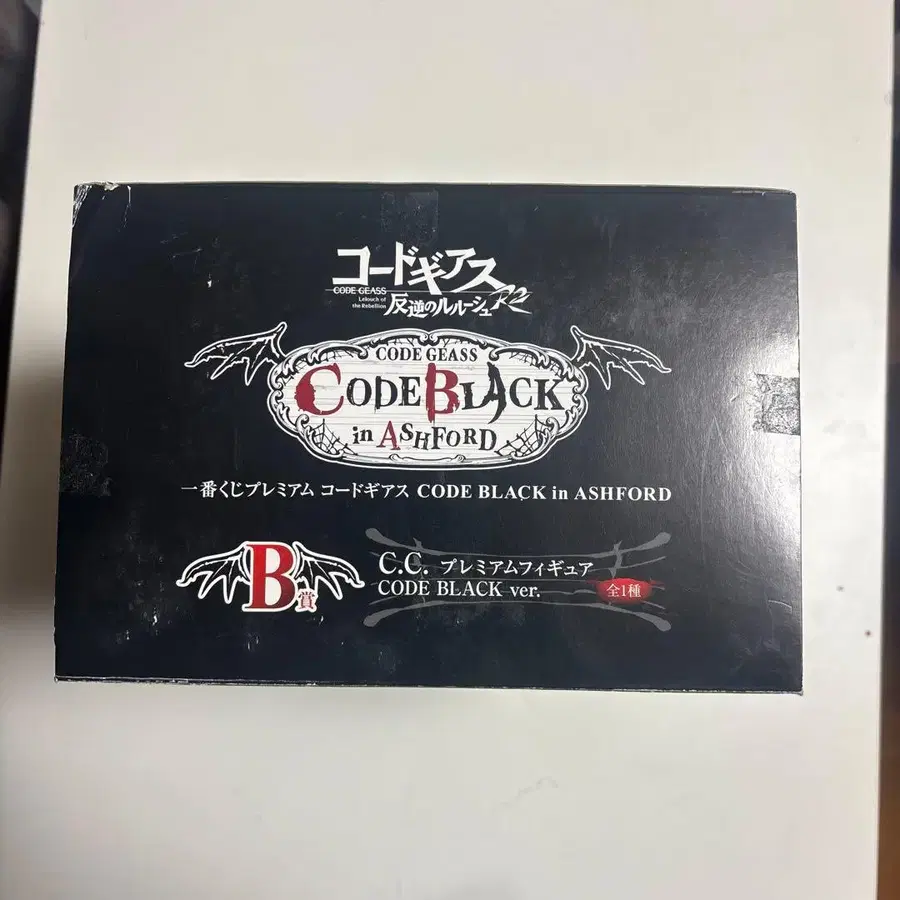 コードギアス
CODE GEASS
Lelouch of
the Rebellion
反逆のルルーシュR2
CODE GEASS
CODE BLACK
in ASHFORD
一番くじプレミアム コードギアス CODE BLACK in ASHFORD
B賞
C.C. プレミアムフィギュア
CODE BLACK ver.
全1種